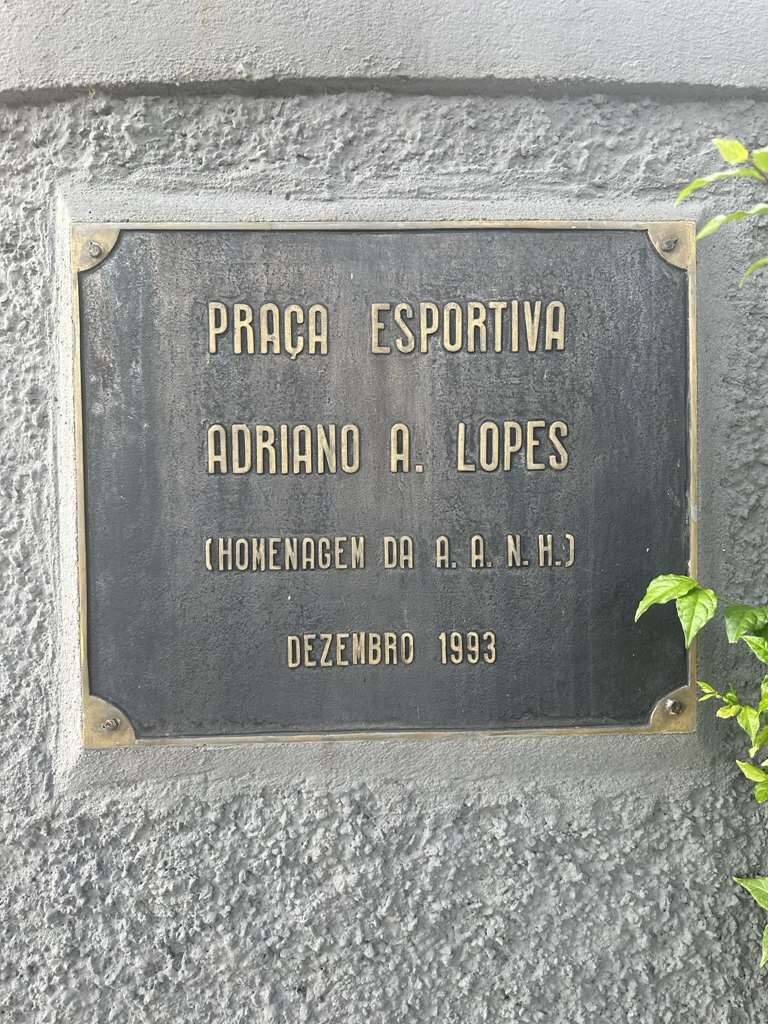 PRAÇA ESPORTIVA
ADRIANO A. LOPES
(HOMENAGEM DA A. A. N. H.)
DEZEMBRO 1993